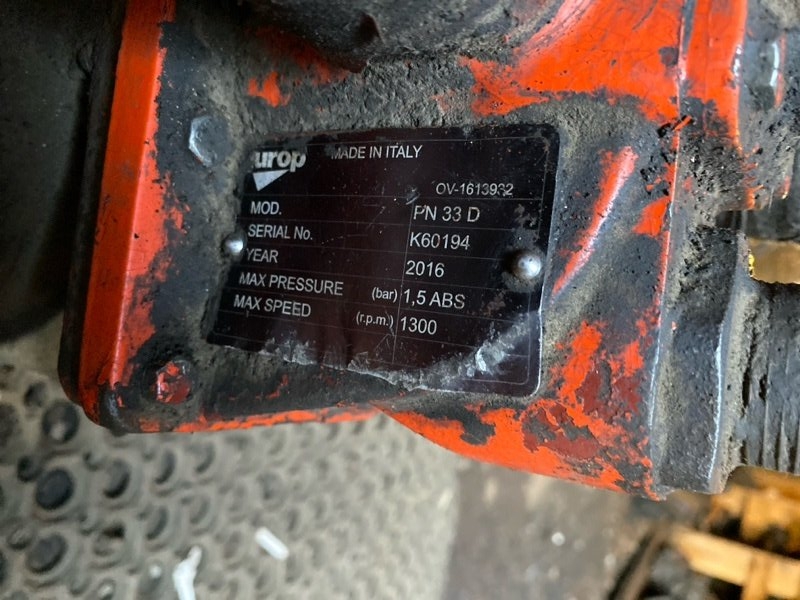 urop MADE IN ITALY
OV-1613932
MOD. PN 33 D
SERIAL No. K60194
YEAR 2016
MAX PRESSURE (bar) 1,5 ABS
MAX SPEED (r.p.m.) 1300